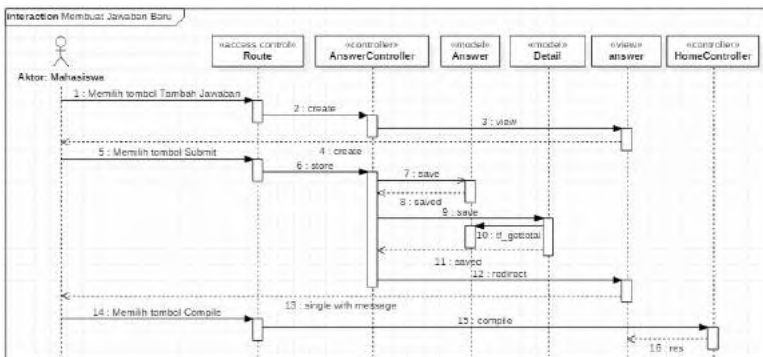 Interaction Membuat Jawaban Baru
Aktor: Mahasiswa
«access control»
Route
«controller»
AnswerController
«model»
Answer
«model»
Detail
«view»
answer
«controller»
HomeController
1 : Memilih tombol Tambah Jawaban
2 : create
3 : view
4 : create
5 : Memilih tombol Submit
6 : store
7 : save
8 : saved
9 : save
10 : tf_gettotal
11 : saved
12 : redirect
13 : single with message
14 : Memilih tombol Compile
15 : compile
16 : res